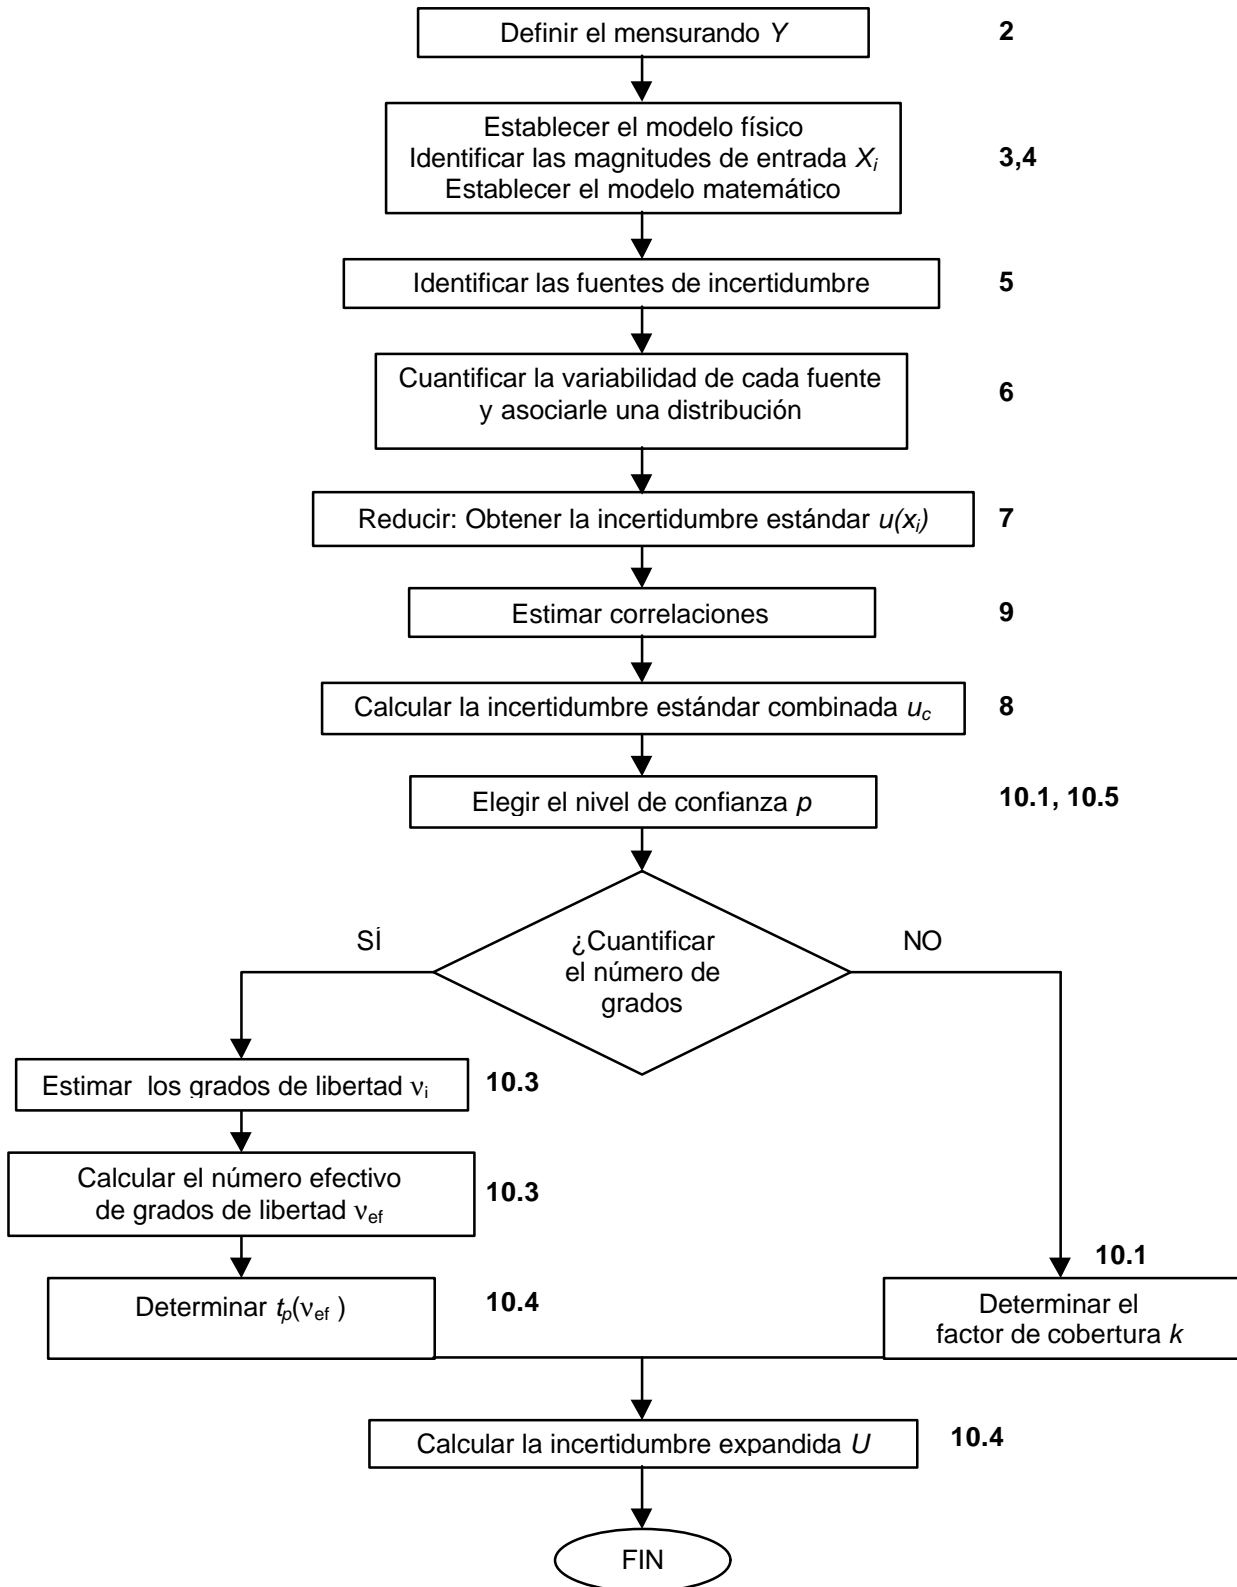 Definir el mensurando Y
2
Establecer el modelo físico
Identificar las magnitudes de entrada Xi
Establecer el modelo matemático
3,4
Identificar las fuentes de incertidumbre
5
Cuantificar la variabilidad de cada fuente
y asociarle una distribución
6
Reducir: Obtener la incertidumbre estándar u(xi)
7
Estimar correlaciones
9
Calcular la incertidumbre estándar combinada uc
8
Elegir el nivel de confianza p
10.1, 10.5
¿Cuantificar
el número de
grados
SÍ
NO
Estimar los grados de libertad νi
10.3
Calcular el número efectivo
de grados de libertad νef
10.3
Determinar tp(νef )
10.4
10.1
Determinar el
factor de cobertura k
Calcular la incertidumbre expandida U
10.4
FIN